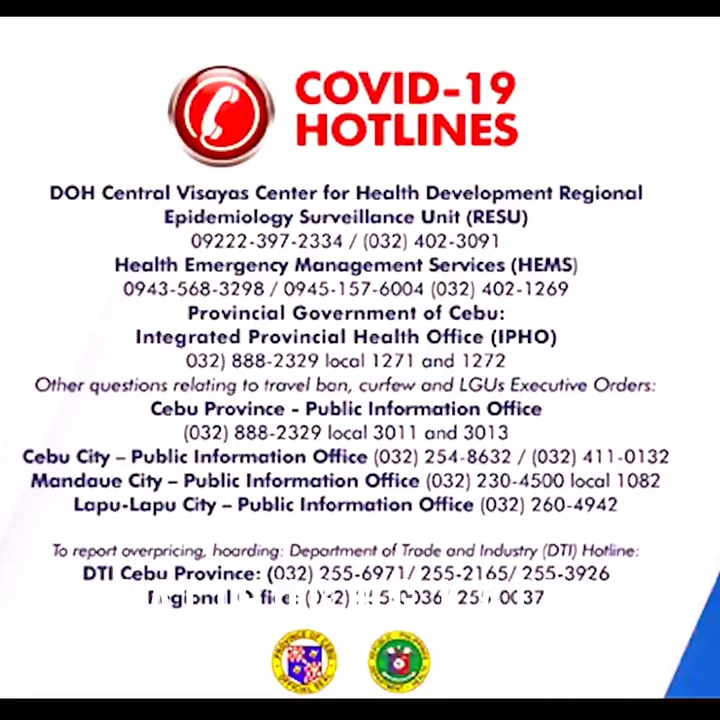 COVID-19
HOTLINES
DOH Central Visayas Center for Health Development Regional
Epidemiology Surveillance Unit (RESU)
09222-397-2334 / (032) 402-3091
Health Emergency Management Services (HEMS)
0943-568-3298 / 0945-157-6004 (032) 402-1269
Provincial Government of Cebu:
Integrated Provincial Health Office (IPHO)
032) 888-2329 local 1271 and 1272
Other questions relating to travel ban, curfew and LGUs Executive Orders:
Cebu Province - Public Information Office
(032) 888-2329 local 3011 and 3013
Cebu City – Public Information Office (032) 254-8632 / (032) 411-0132
Mandaue City – Public Information Office (032) 230-4500 local 1082
Lapu-Lapu City – Public Information Office (032) 260-4942
To report overpricing, hoarding: Department of Trade and Industry (DTI) Hotline:
DTI Cebu Province: (032) 255-6971/ 255-2165/ 255-3926
PROVINCE OF CEBU
OFFICIAL SEAL